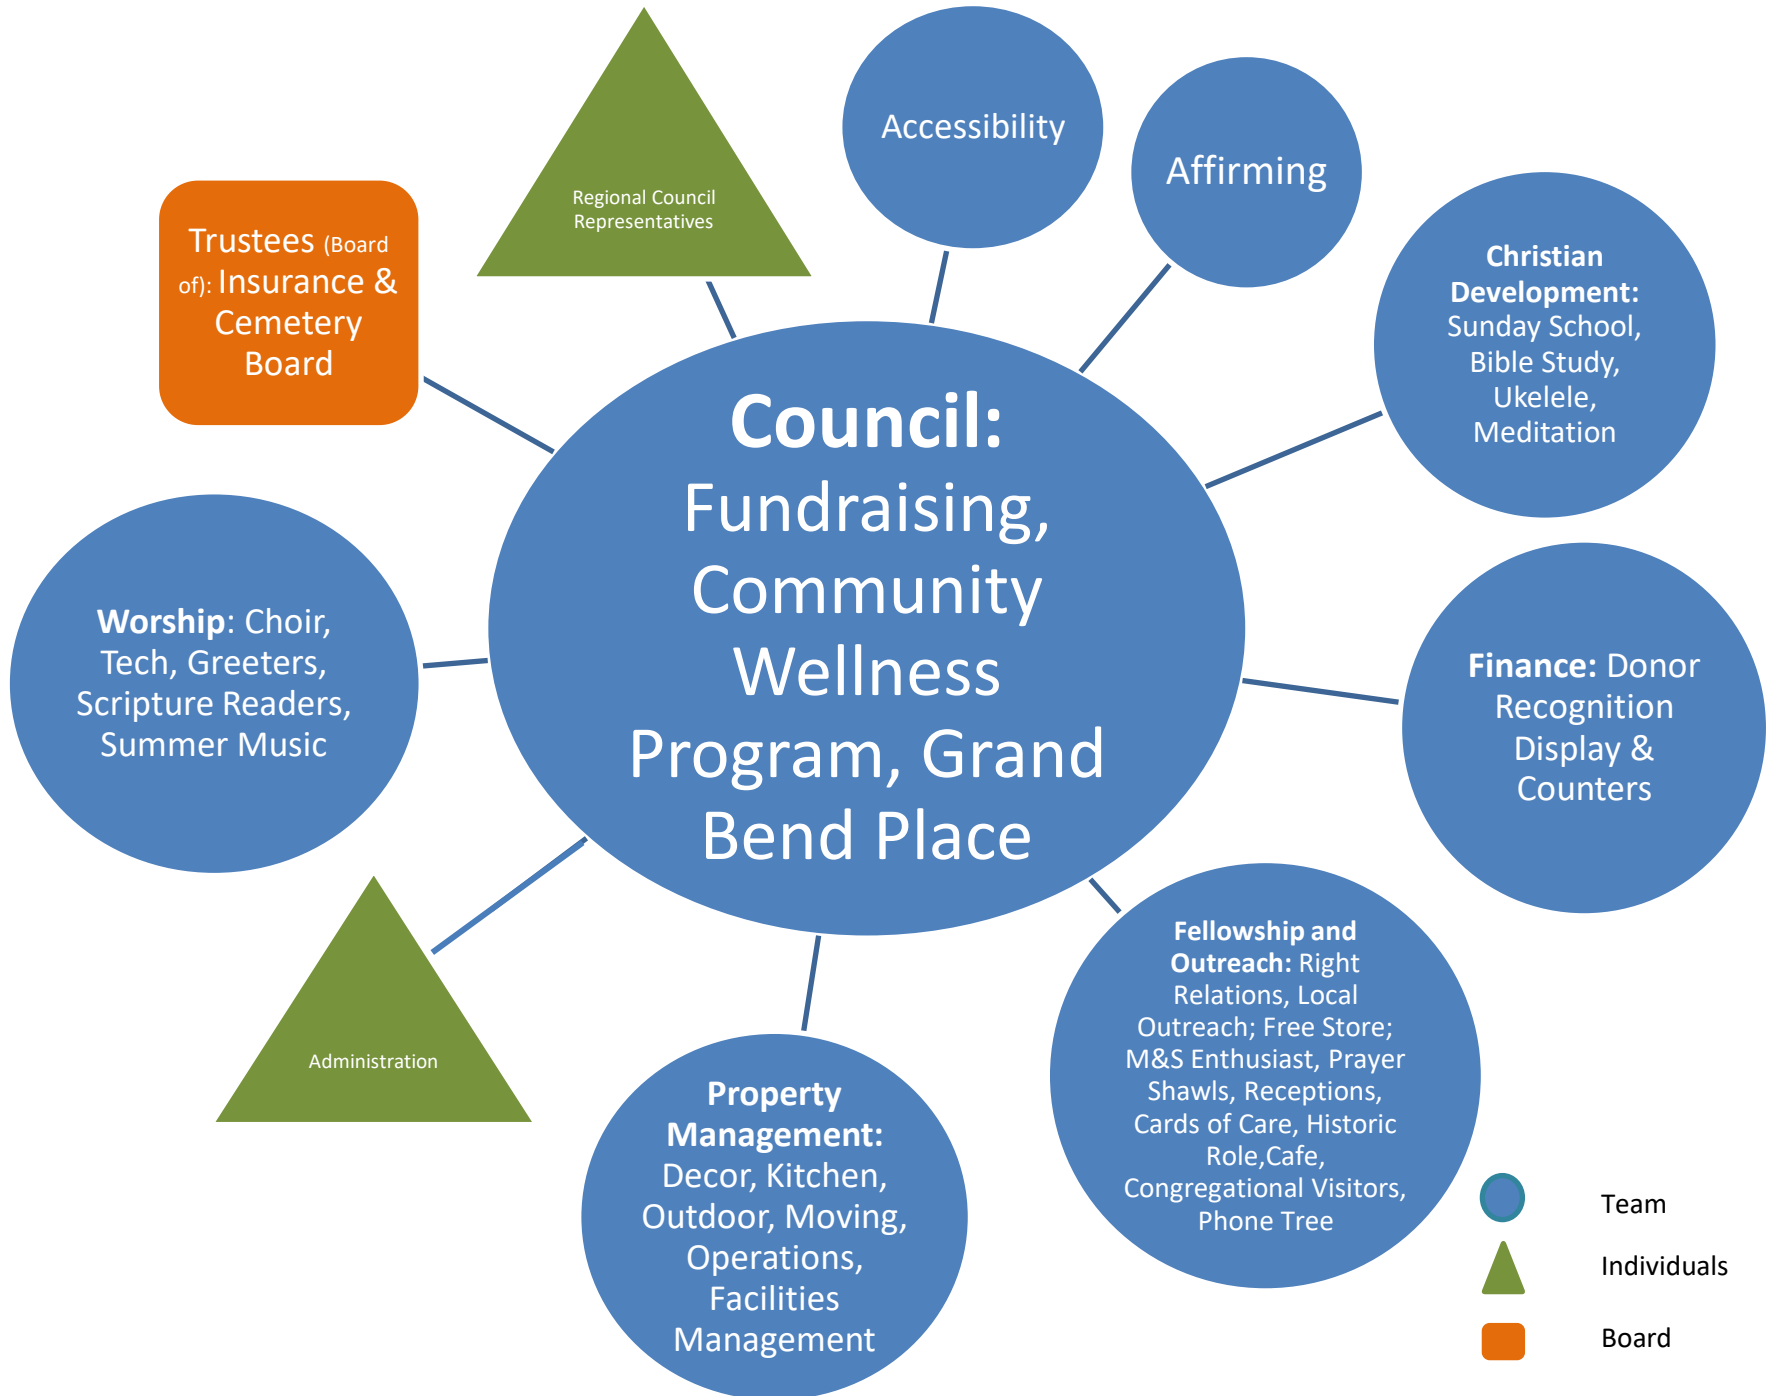 Regional Council
Representatives
Accessibility
Affirming
Trustees (Board
of): Insurance &
Cemetery
Board
Christian
Development:
Sunday School,
Bible Study,
Ukelele,
Meditation
Council:
Fundraising,
Community
Wellness
Program, Grand
Bend Place
Worship: Choir,
Tech, Greeters,
Scripture Readers,
Summer Music
Finance: Donor
Recognition
Display &
Counters
Administration
Property
Management:
Decor, Kitchen,
Outdoor, Moving,
Operations,
Facilities
Management
Fellowship and
Outreach: Right
Relations, Local
Outreach; Free Store;
M&S Enthusiast, Prayer
Shawls, Receptions,
Cards of Care, Historic
Role,Cafe,
Congregational Visitors,
Phone Tree
Team
Individuals
Board